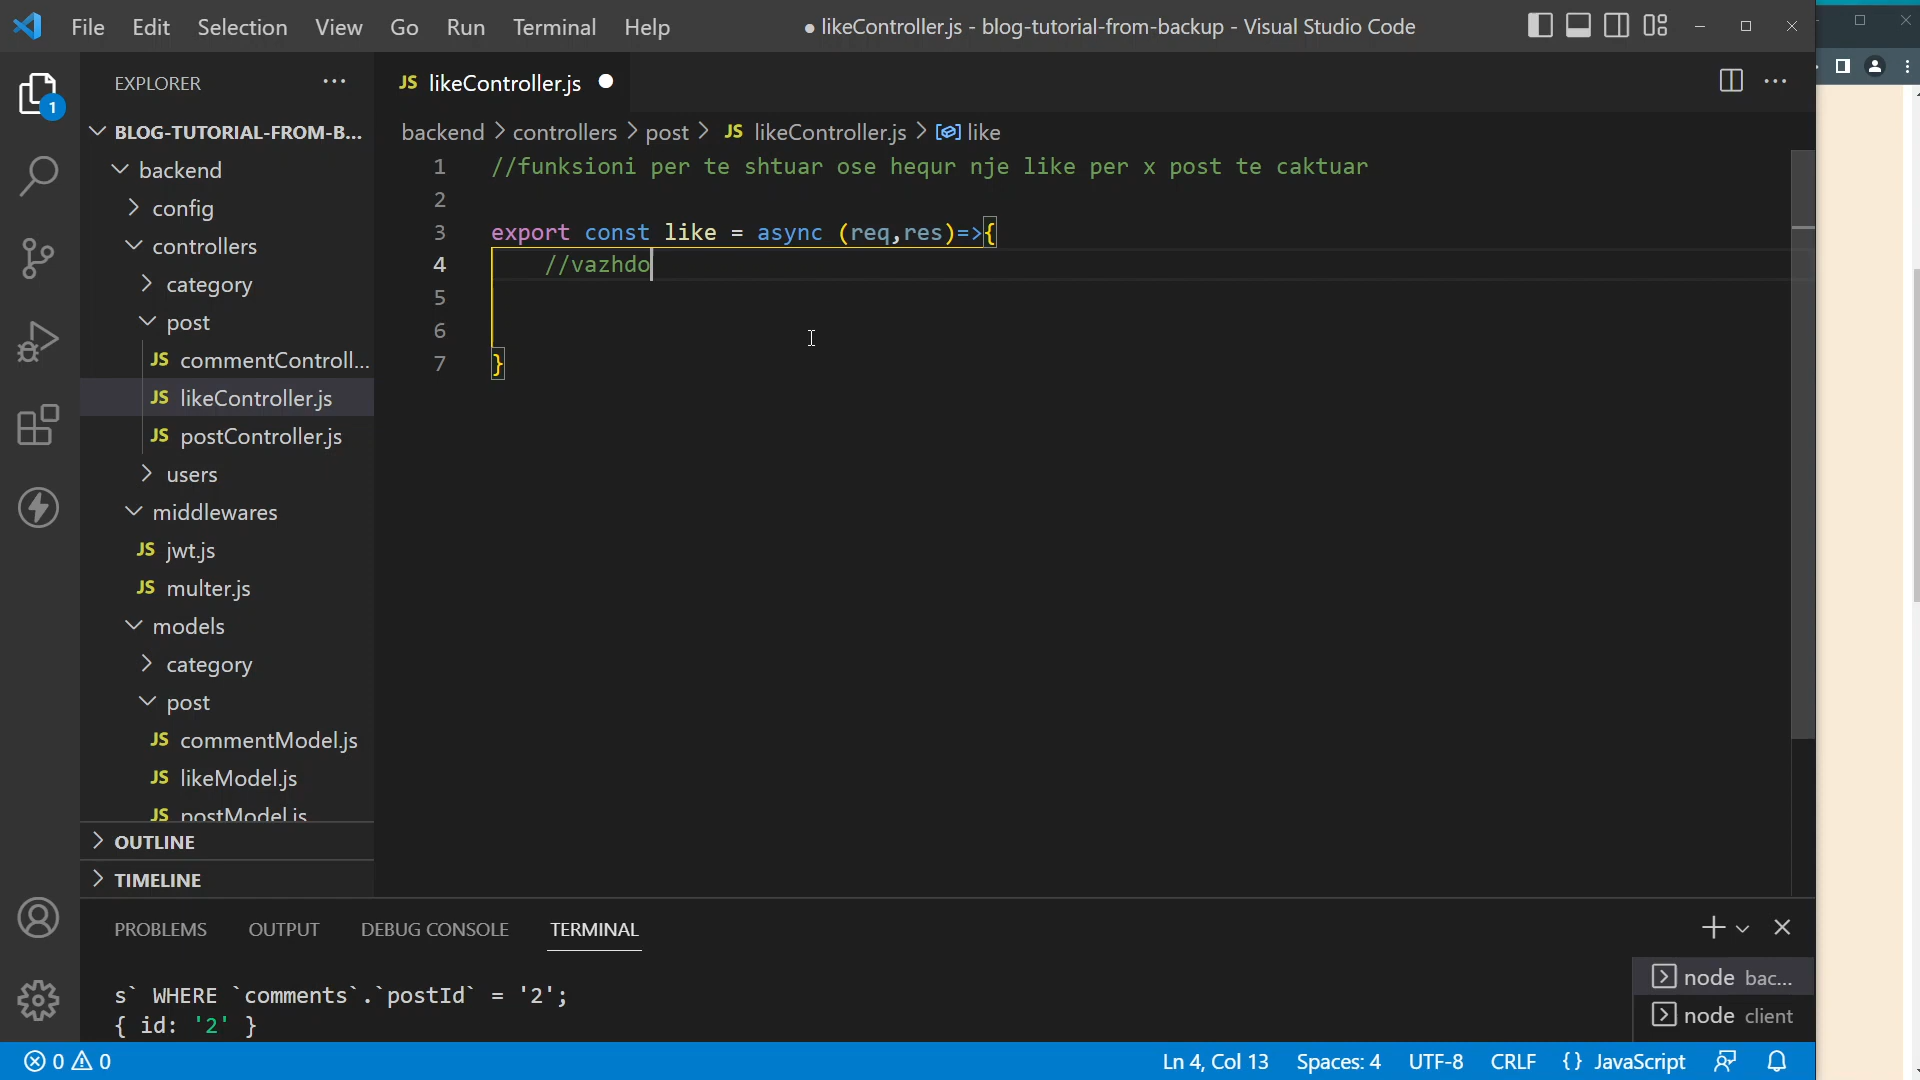 File Edit Selection View Go Run Terminal Help
● likeController.js - blog-tutorial-from-backup - Visual Studio Code
1
EXPLORER ...
BLOG-TUTORIAL-FROM-B...
backend
config
controllers
category
post
JS commentControll...
JS likeController.js
JS postController.js
users
middlewares
JS jwt.js
JS multer.js
models
category
post
JS commentModel.js
JS likeModel.js
JS postModel.js
OUTLINE
TIMELINE
JS likeController.js ●
backend > controllers > post > JS likeController.js > like
1 //funksioni per te shtuar ose hequr nje like per x post te caktuar
2
3 export const like = async (req,res)=>{
4 //vazhdo
5
6
7 }
PROBLEMS OUTPUT DEBUG CONSOLE TERMINAL
s` WHERE `comments`.`postId` = '2';
{ id: '2' }
node bac...
node client
0 0
Ln 4, Col 13 Spaces: 4 UTF-8 CRLF {} JavaScript